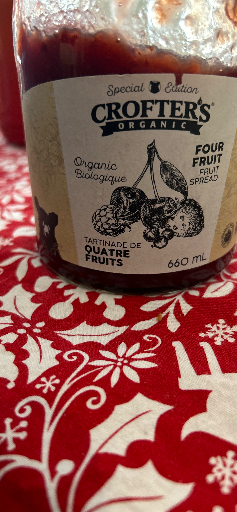 Special Edition
CROFTER'S
ORGANIC
Organic
Biologique
FOUR
FRUIT
FRUIT
SPREAD
TARTINADE DE
QUATRE
FRUITS
660 mL